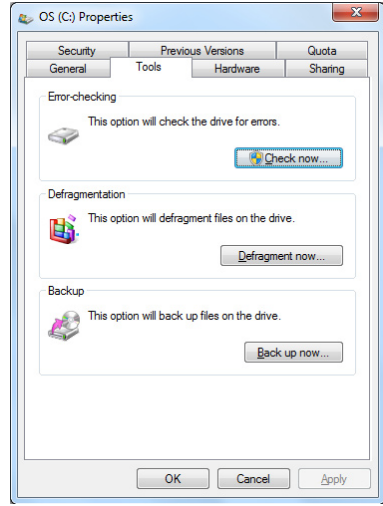 OS (C:) Properties
Security Previous Versions Quota
General Tools Hardware Sharing
Error-checking
This option will check the drive for errors.
Check now...
Defragmentation
This option will defragment files on the drive.
Defragment now...
Backup
This option will back up files on the drive.
Back up now...
OK Cancel Apply